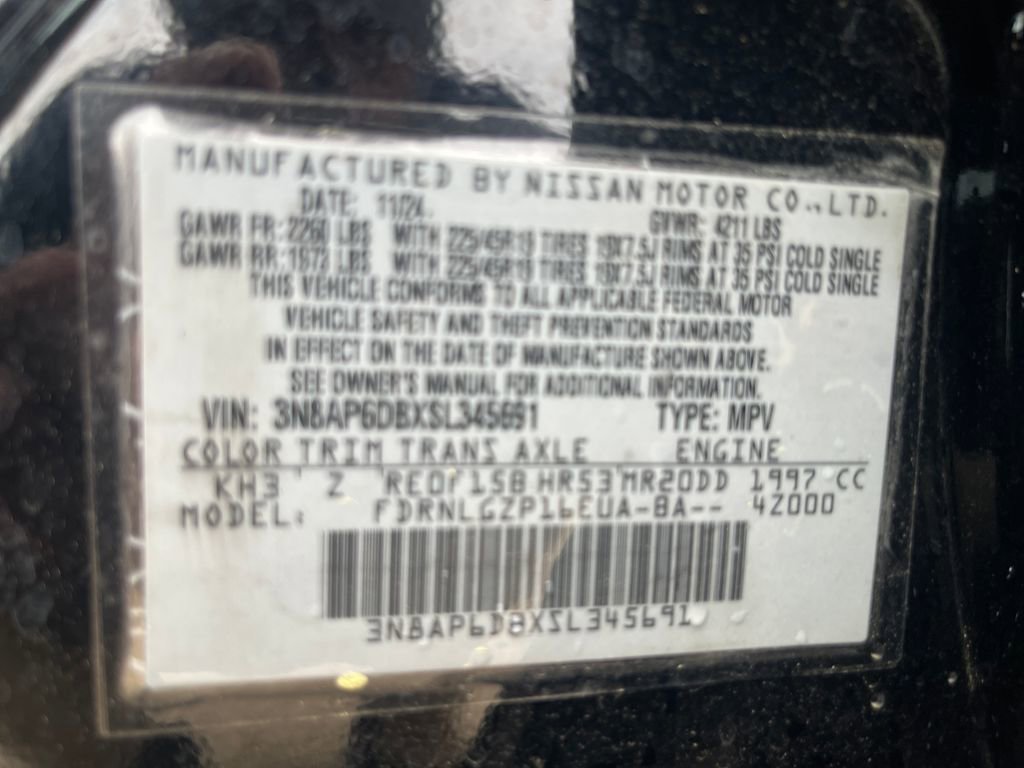 MANUFACTURED BY NISSAN MOTOR CO.,LTD.
DATE: 11/24 GVWR: 4211 LBS
GAWR FR: 2260 LBS WITH 225/45R19 TIRES 19X7.5J RIMS AT 35 PSI COLD SINGLE
GAWR RR: 1972 LBS WITH 225/45R19 TIRES 19X7.5J RIMS AT 35 PSI COLD SINGLE
THIS VEHICLE CONFORMS TO ALL APPLICABLE FEDERAL MOTOR
VEHICLE SAFETY AND THEFT PREVENTION STANDARDS
IN EFFECT ON THE DATE OF MANUFACTURE SHOWN ABOVE.
SEE OWNER'S MANUAL FOR ADDITIONAL INFORMATION.
VIN: 3N8AP6DBXSL345691 TYPE: MPV
COLOR TRIM TRANS AXLE ENGINE
KH3 Z RE0F15B HR53 MR20DD 1997 CC
MODEL: FDRNLGZP16EUA-BA-- 42000
3N8AP6DBXSL345691